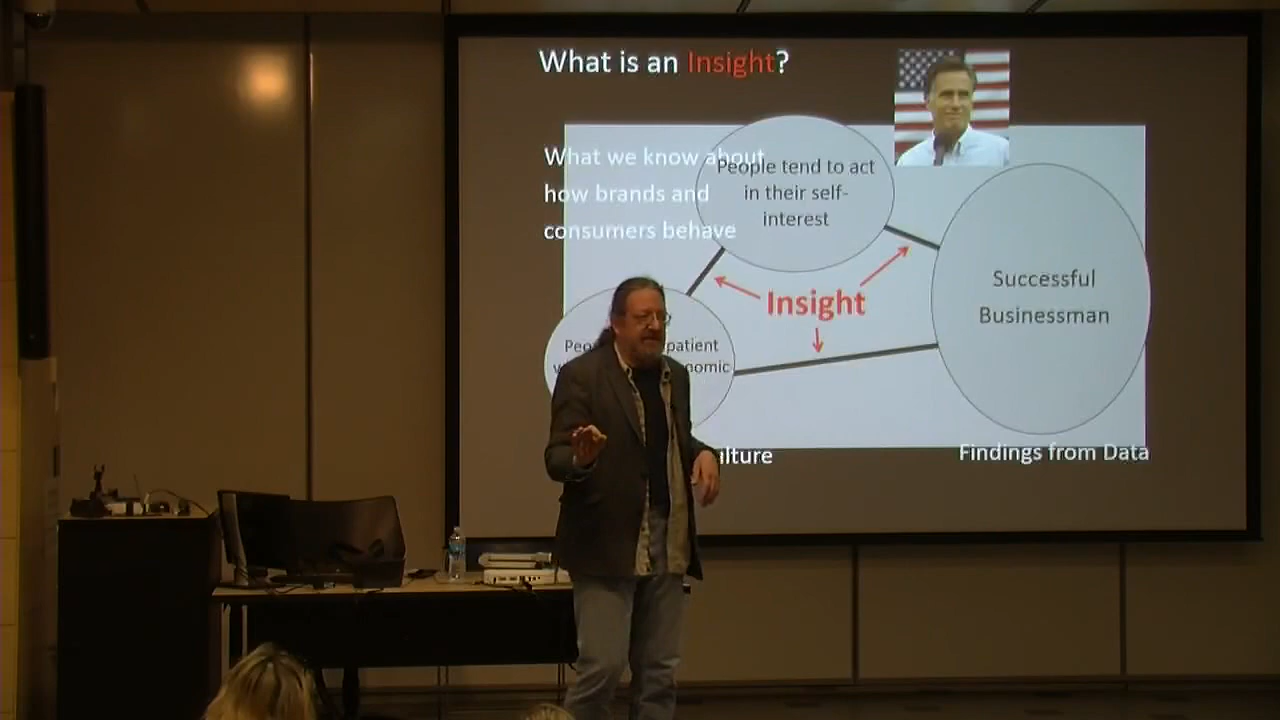 What is an Insight?
What we know about
how brands and
consumers behave
People tend to act
in their self-
interest
Successful
Businessman
Insight
patient
Findings from Data